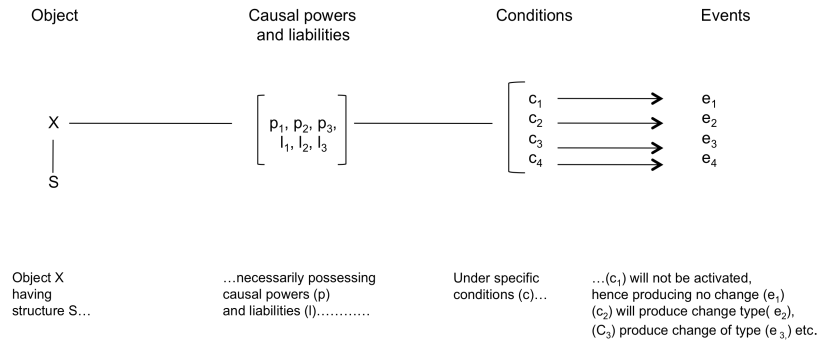 Object
Causal powers
and liabilities
Conditions
Events
X
S
p₁, p₂, p₃,
l₁, l₂, l₃
c₁
c₂
c₃
c₄
e₁
e₂
e₃
e₄
Object X
having
structure S...
...necessarily possessing
causal powers (p)
and liabilities (l)............
Under specific
conditions (c)...
...(c₁) will not be activated,
hence producing no change (e₁)
(c₂) will produce change type( e₂),
(C₃) produce change of type (e ₃,) etc.